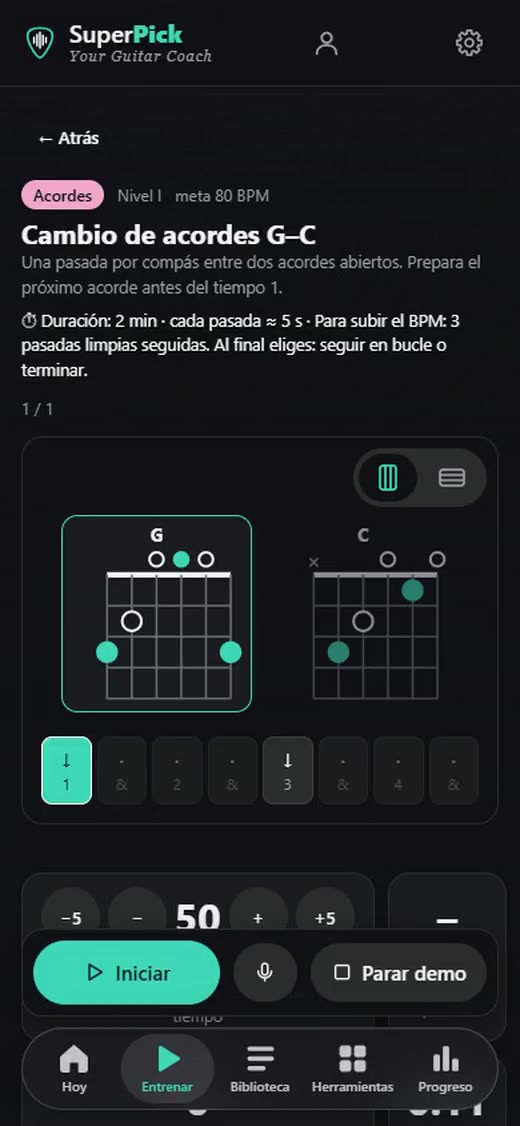 SuperPick
Your Guitar Coach
← Atrás
Acordes Nivel I meta 80 BPM
Cambio de acordes G–C
Una pasada por compás entre dos acordes abiertos. Prepara el
próximo acorde antes del tiempo 1.
⏱ Duración: 2 min · cada pasada ≈ 5 s · Para subir el BPM: 3
pasadas limpias seguidas. Al final eliges: seguir en bucle o
terminar.
1 / 1
G C
×
↓ · · · ↓ · · ·
1 & 2 & 3 & 4 &
−5 − 50 + +5 —
Iniciar Parar demo
tiempo
Hoy Entrenar Biblioteca Herramientas Progreso